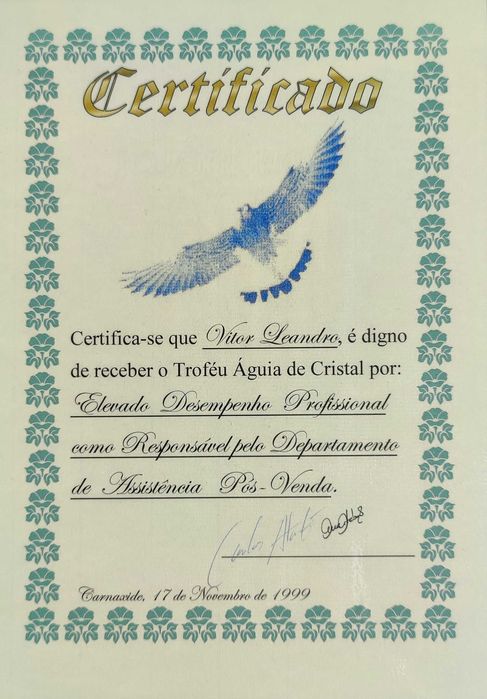 Certificado
Certifica-se que Vitor Leandro, é digno
de receber o Troféu Águia de Cristal por:
Elevado Desempenho Profissional
como Responsável pelo Departamento
de Assistência Pós-Venda.
Carnaxide, 17 de Novembro de 1999